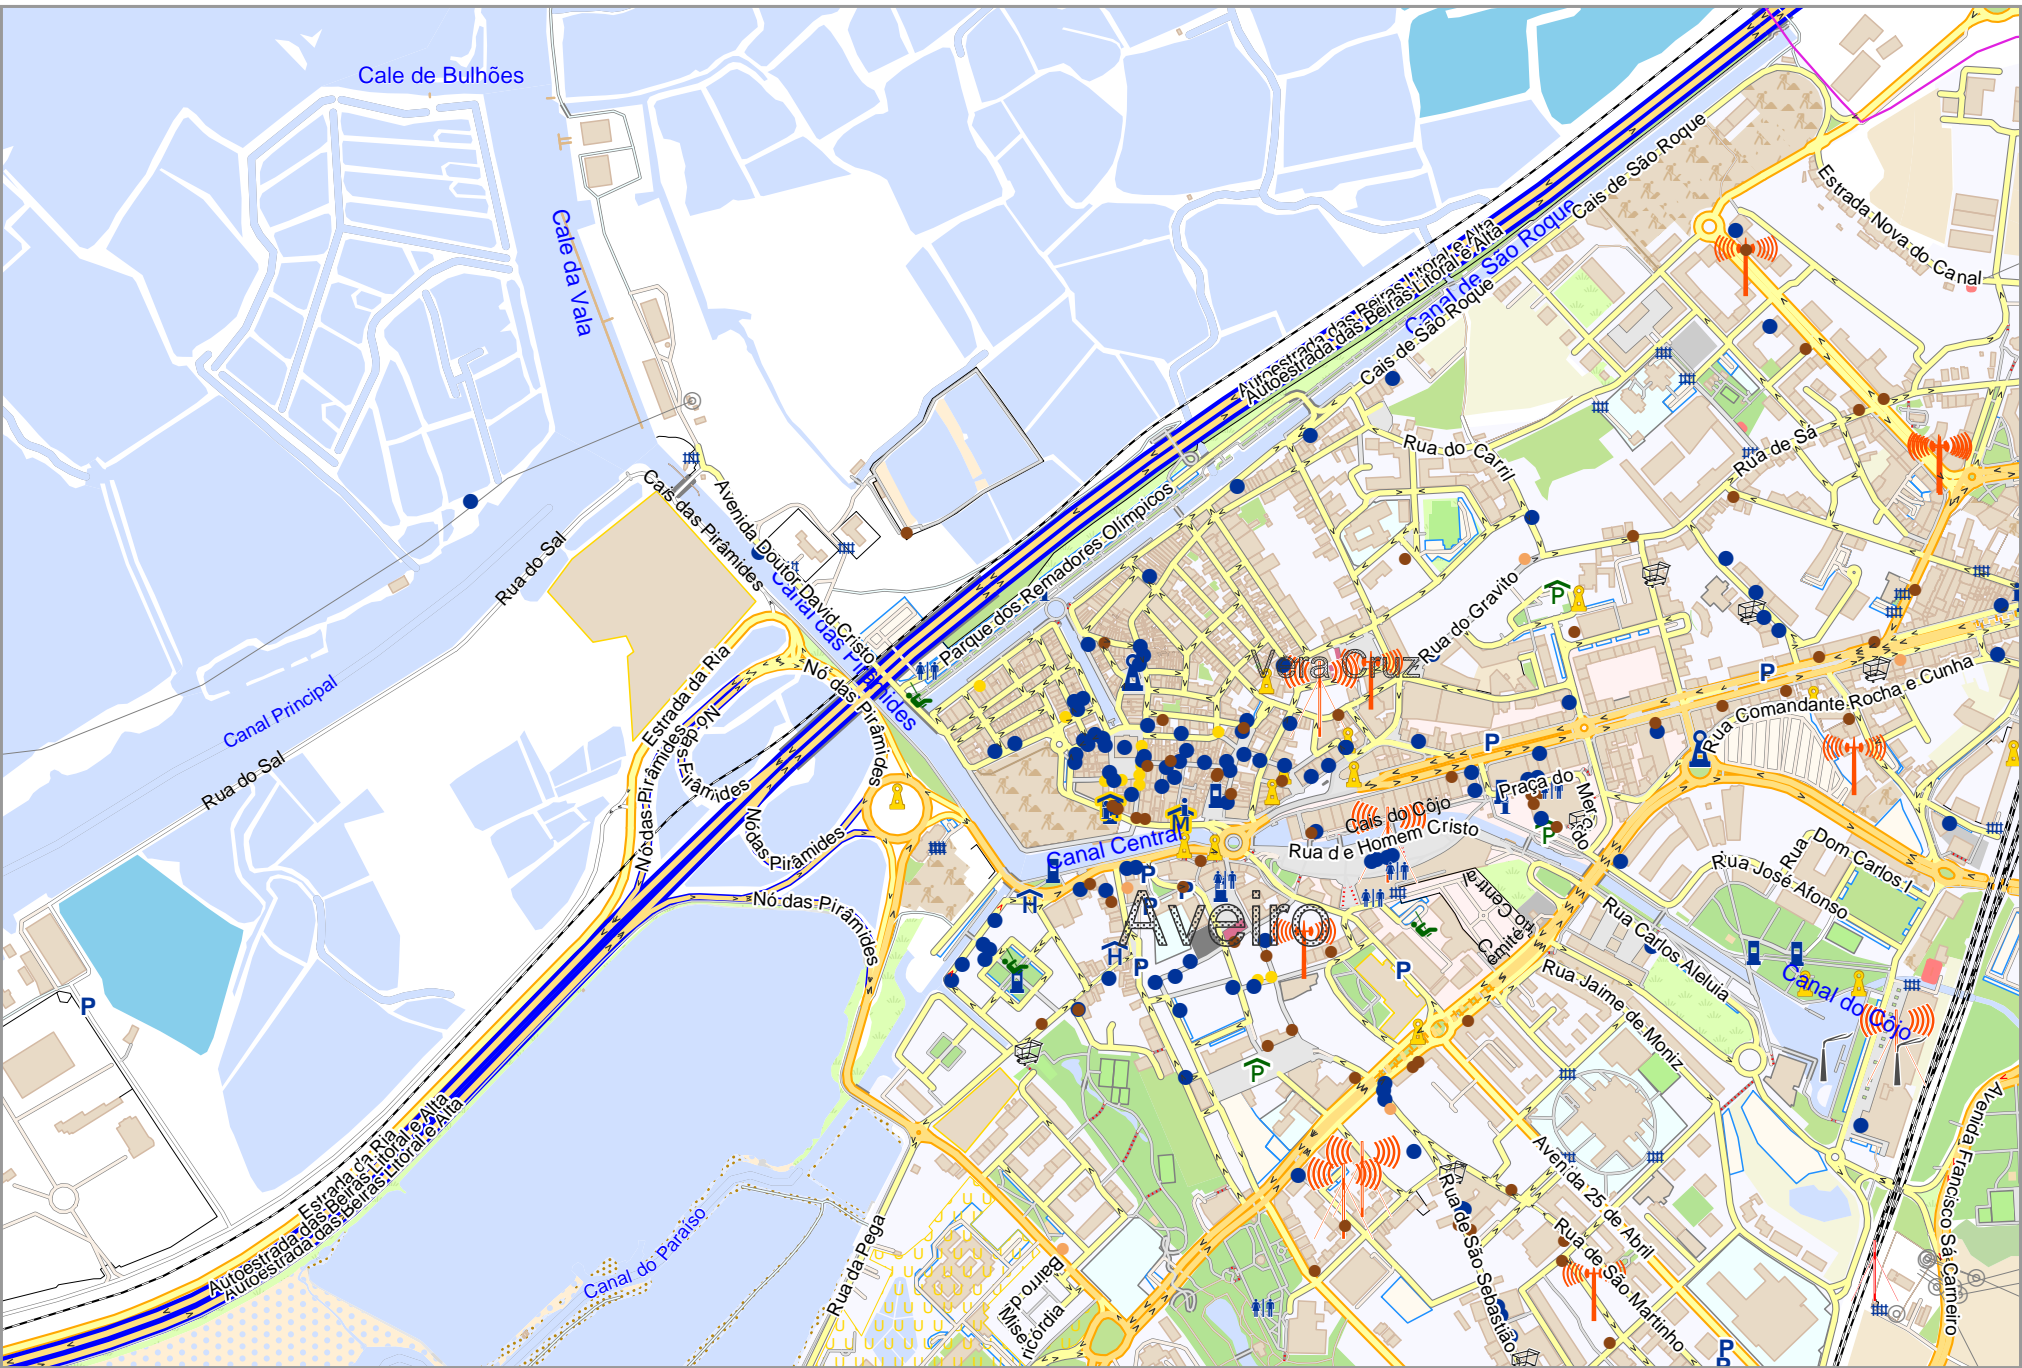 Cale de Bulhões
Cale da Vala
Cais de São Roque
Estrada Nova do Canal
Autoestrada das Beiras Litoral e Alta
Autoestrada das Beiras Litoral e Alta
Canal de São Roque
Cais de São Roque
Rua do Carril
Rua de Sá
Cais das Pirâmides
Avenida Doutor David Cristo
Parque dos Remadores Olímpicos
Rua do Sal
Canal das Pirâmides
Rua do Gravito
Vera Cruz
P
P
Estrada da Ria
Nó das Pirâmides
Canal Principal
Rua Comandante Rocha e Cunha
Rua do Sal
Nó das Pirâmides
Nó das Pirâmides
Nó das Pirâmides
P
Praça do
Mercado
Cais do Côjo
Rua de Homem Cristo
P
M
Canal Central
Rua
Dom Carlos I
Rua José Afonso
Nó das Pirâmides
H
P
P
P
Aveiro
H
P
P
Rua Carlos Aleluia
Rua Jaime de Moniz
Canal do Côjo
P
P
Estrada da Ria
Autoestrada das Beiras Litoral e Alta
Autoestrada das Beiras Litoral e Alta
Avenida Francisco Sá Carneiro
Avenida 25 de Abril
Rua de São Sebastião
Rua de São Martinho
Canal do Paraíso
Rua da Pega
Bairro d
Misericórdia
P
P